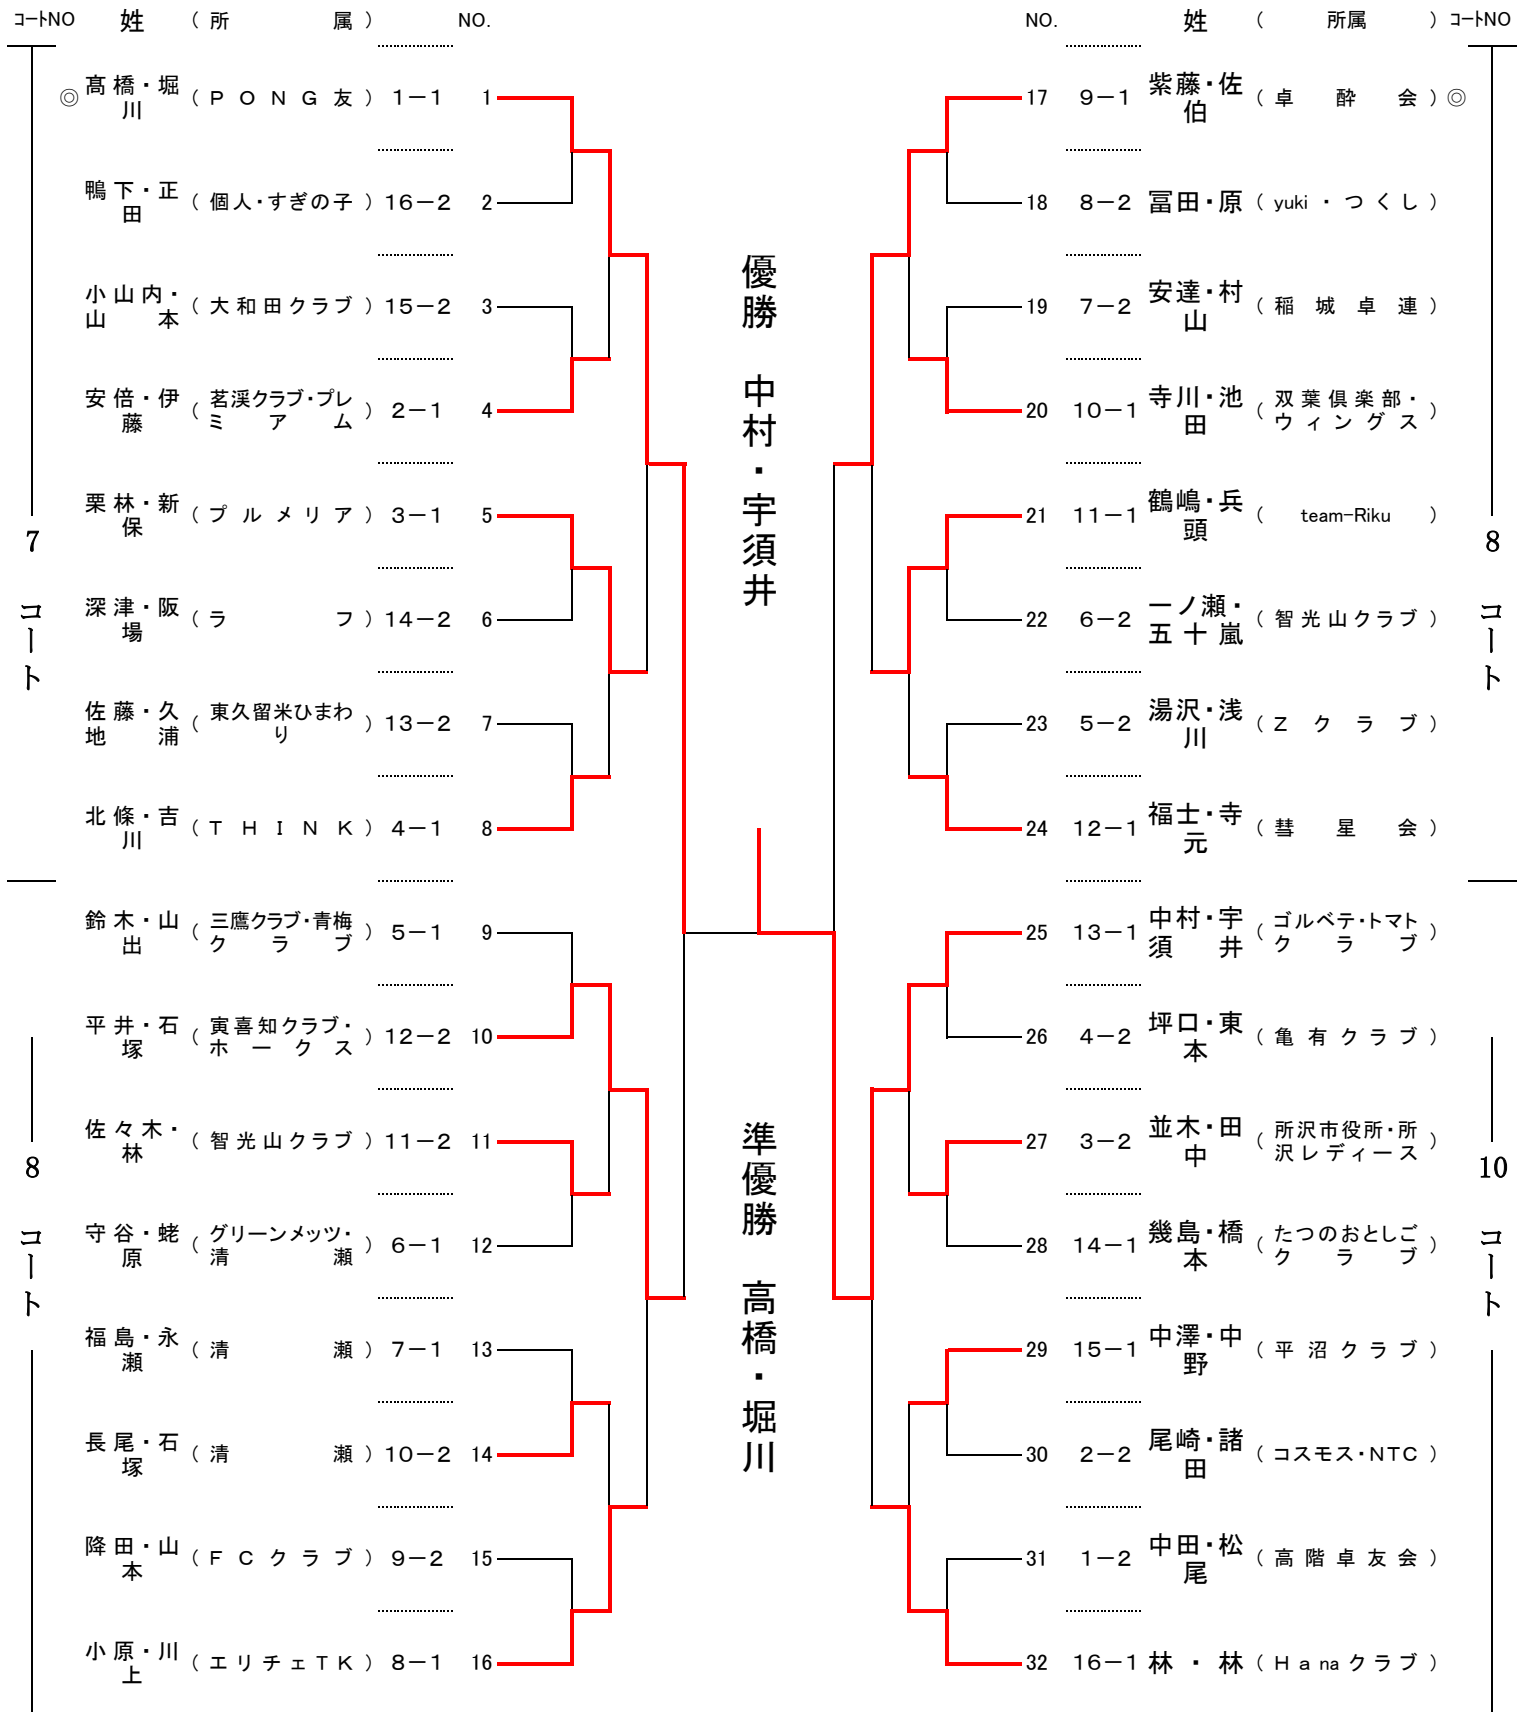 コートNO 姓 （ 所 属 ） NO.
◎ 髙橋・堀川 （ ＰＯＮＧ友 ） 1－1 1
鴨下・正田 （ 個人・すぎの子 ） 16－2 2
小山内・山本 （ 大和田クラブ ） 15－2 3
安倍・伊藤 （ 茗渓クラブ・プレミアム ） 2－1 4
栗林・新保 （ プルメリア ） 3－1 5
深津・阪場 （ ラフ ） 14－2 6
佐藤・久地浦 （ 東久留米ひまわり ） 13－2 7
北條・吉川 （ ＴＨＩＮＫ ） 4－1 8
7 コート
鈴木・山出 （ 三鷹クラブ・青梅クラブ ） 5－1 9
平井・石塚 （ 寅喜知クラブ・ホークス ） 12－2 10
佐々木・林 （ 智光山クラブ ） 11－2 11
守谷・蛯原 （ グリーンメッツ・清瀬 ） 6－1 12
福島・永瀬 （ 清瀬 ） 7－1 13
長尾・石塚 （ 清瀬 ） 10－2 14
降田・山本 （ ＦＣクラブ ） 9－2 15
小原・川上 （ エリチェＴＫ ） 8－1 16
8 コート
優勝 中村・宇須井
準優勝 高橋・堀川
NO. 姓 （ 所属 ） コートNO
17 9－1 紫藤・佐伯 （ 卓酔会 ） ◎
18 8－2 冨田・原 （ yuki・つくし ）
19 7－2 安達・村山 （ 稲城卓連 ）
20 10－1 寺川・池田 （ 双葉倶楽部・ウィングス ）
21 11－1 鶴嶋・兵頭 （ team-Riku ）
22 6－2 一ノ瀬・五十嵐 （ 智光山クラブ ）
23 5－2 湯沢・浅川 （ Ｚクラブ ）
24 12－1 福士・寺元 （ 彗星会 ）
8 コート
25 13－1 中村・宇須井 （ ゴルベテ・トマトクラブ ）
26 4－2 坪口・東本 （ 亀有クラブ ）
27 3－2 並木・田中 （ 所沢市役所・所沢レディース ）
28 14－1 幾島・橋本 （ たつのおとしごクラブ ）
29 15－1 中澤・中野 （ 平沼クラブ ）
30 2－2 尾崎・諸田 （ コスモス・NTC ）
31 1－2 中田・松尾 （ 高階卓友会 ）
32 16－1 林・林 （ Ｈａnaクラブ ）
10 コート